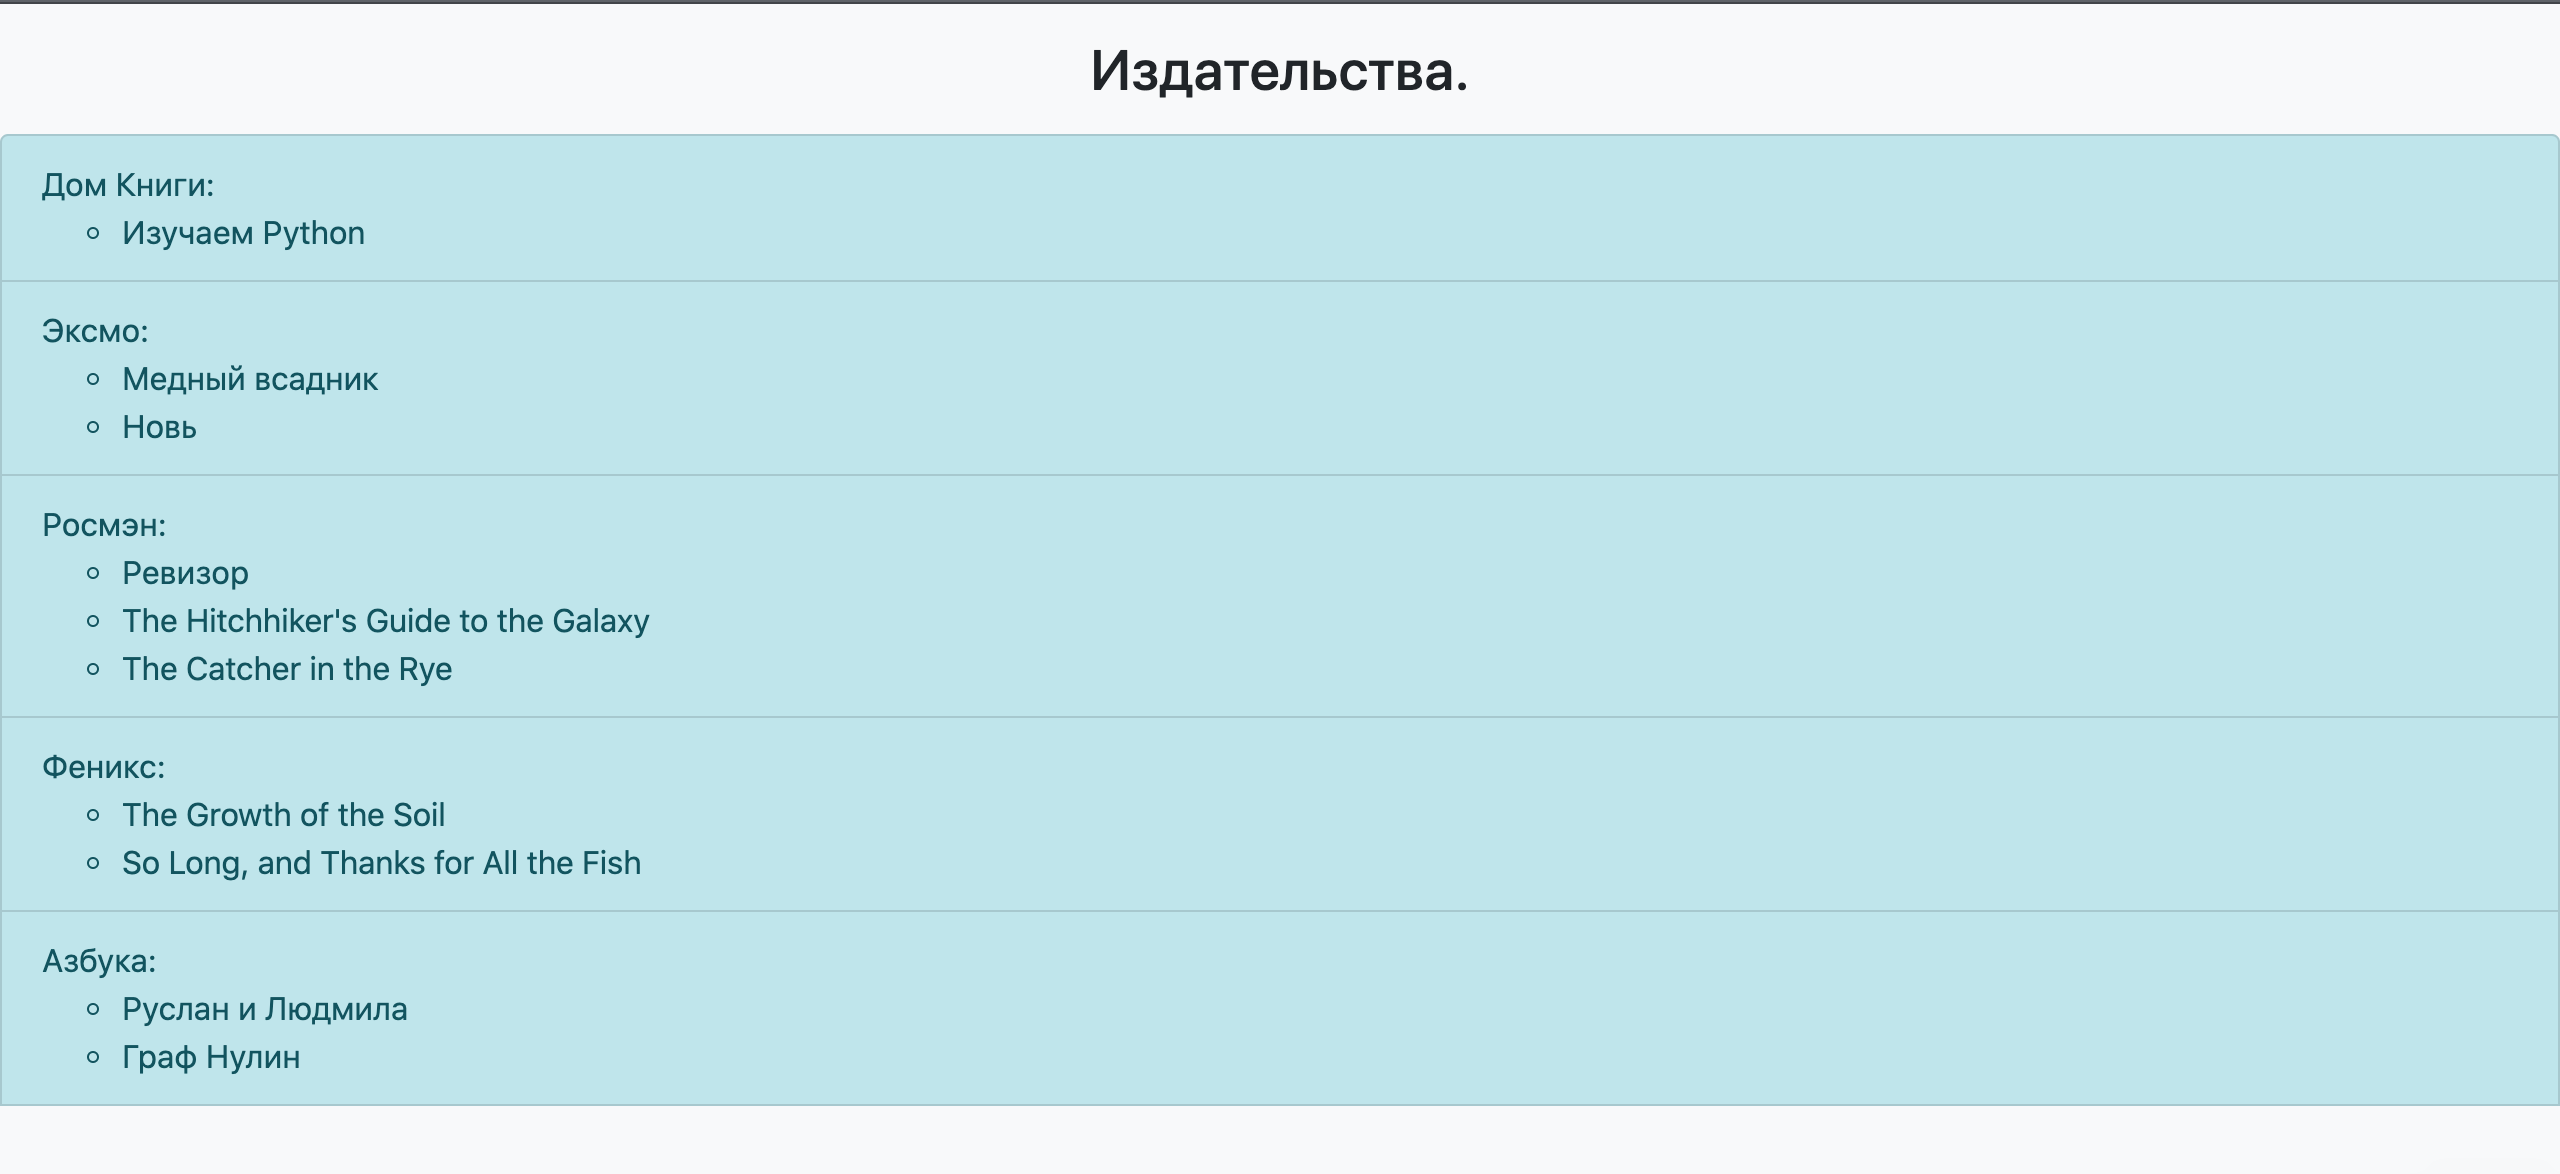 Издательства.
Дом Книги:
Изучаем Python
Эксмо:
Медный всадник
Новь
Росмэн:
Ревизор
The Hitchhiker's Guide to the Galaxy
The Catcher in the Rye
Феникс:
The Growth of the Soil
So Long, and Thanks for All the Fish
Азбука:
Руслан и Людмила
Граф Нулин